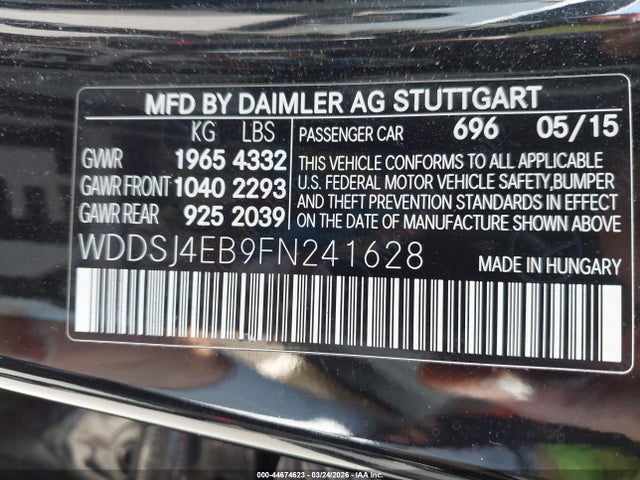 MFD BY DAIMLER AG STUTTGART
KG LBS
GVWR 1965 4332
GAWR FRONT 1040 2293
GAWR REAR 925 2039
PASSENGER CAR 696 05/15
THIS VEHICLE CONFORMS TO ALL APPLICABLE
U.S. FEDERAL MOTOR VEHICLE SAFETY,BUMPER
AND THEFT PREVENTION STANDARDS IN EFFECT
ON THE DATE OF MANUFACTURE SHOWN ABOVE.
WDDSJ4EB9FN241628 MADE IN HUNGARY
000-44674623 | 03/24/2026 | IAA Inc.